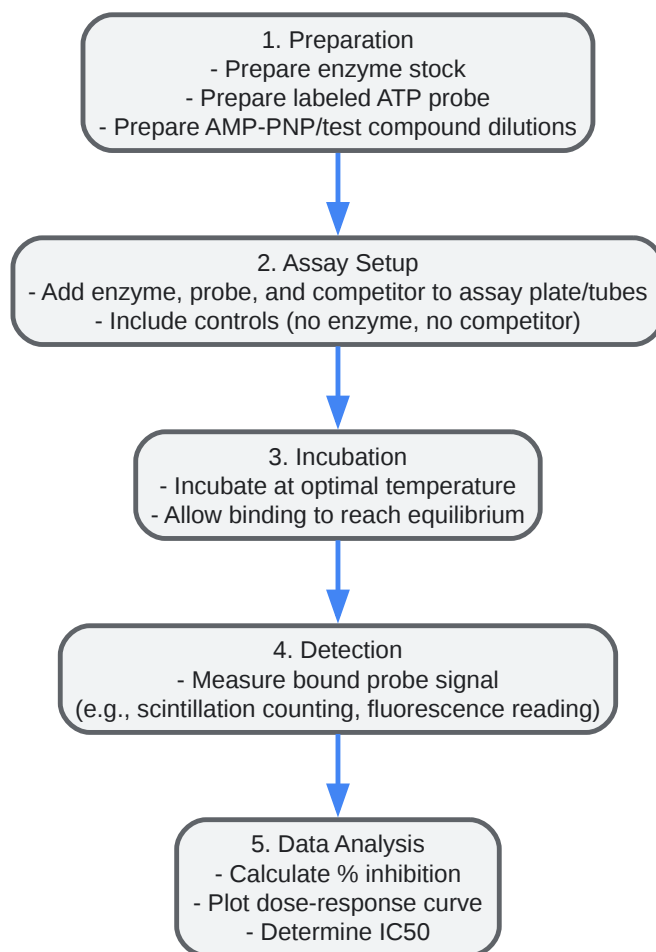 1. Preparation
- Prepare enzyme stock
- Prepare labeled ATP probe
- Prepare AMP-PNP/test compound dilutions
2. Assay Setup
- Add enzyme, probe, and competitor to assay plate/tubes
- Include controls (no enzyme, no competitor)
3. Incubation
- Incubate at optimal temperature
- Allow binding to reach equilibrium
4. Detection
- Measure bound probe signal
(e.g., scintillation counting, fluorescence reading)
5. Data Analysis
- Calculate % inhibition
- Plot dose-response curve
- Determine IC50